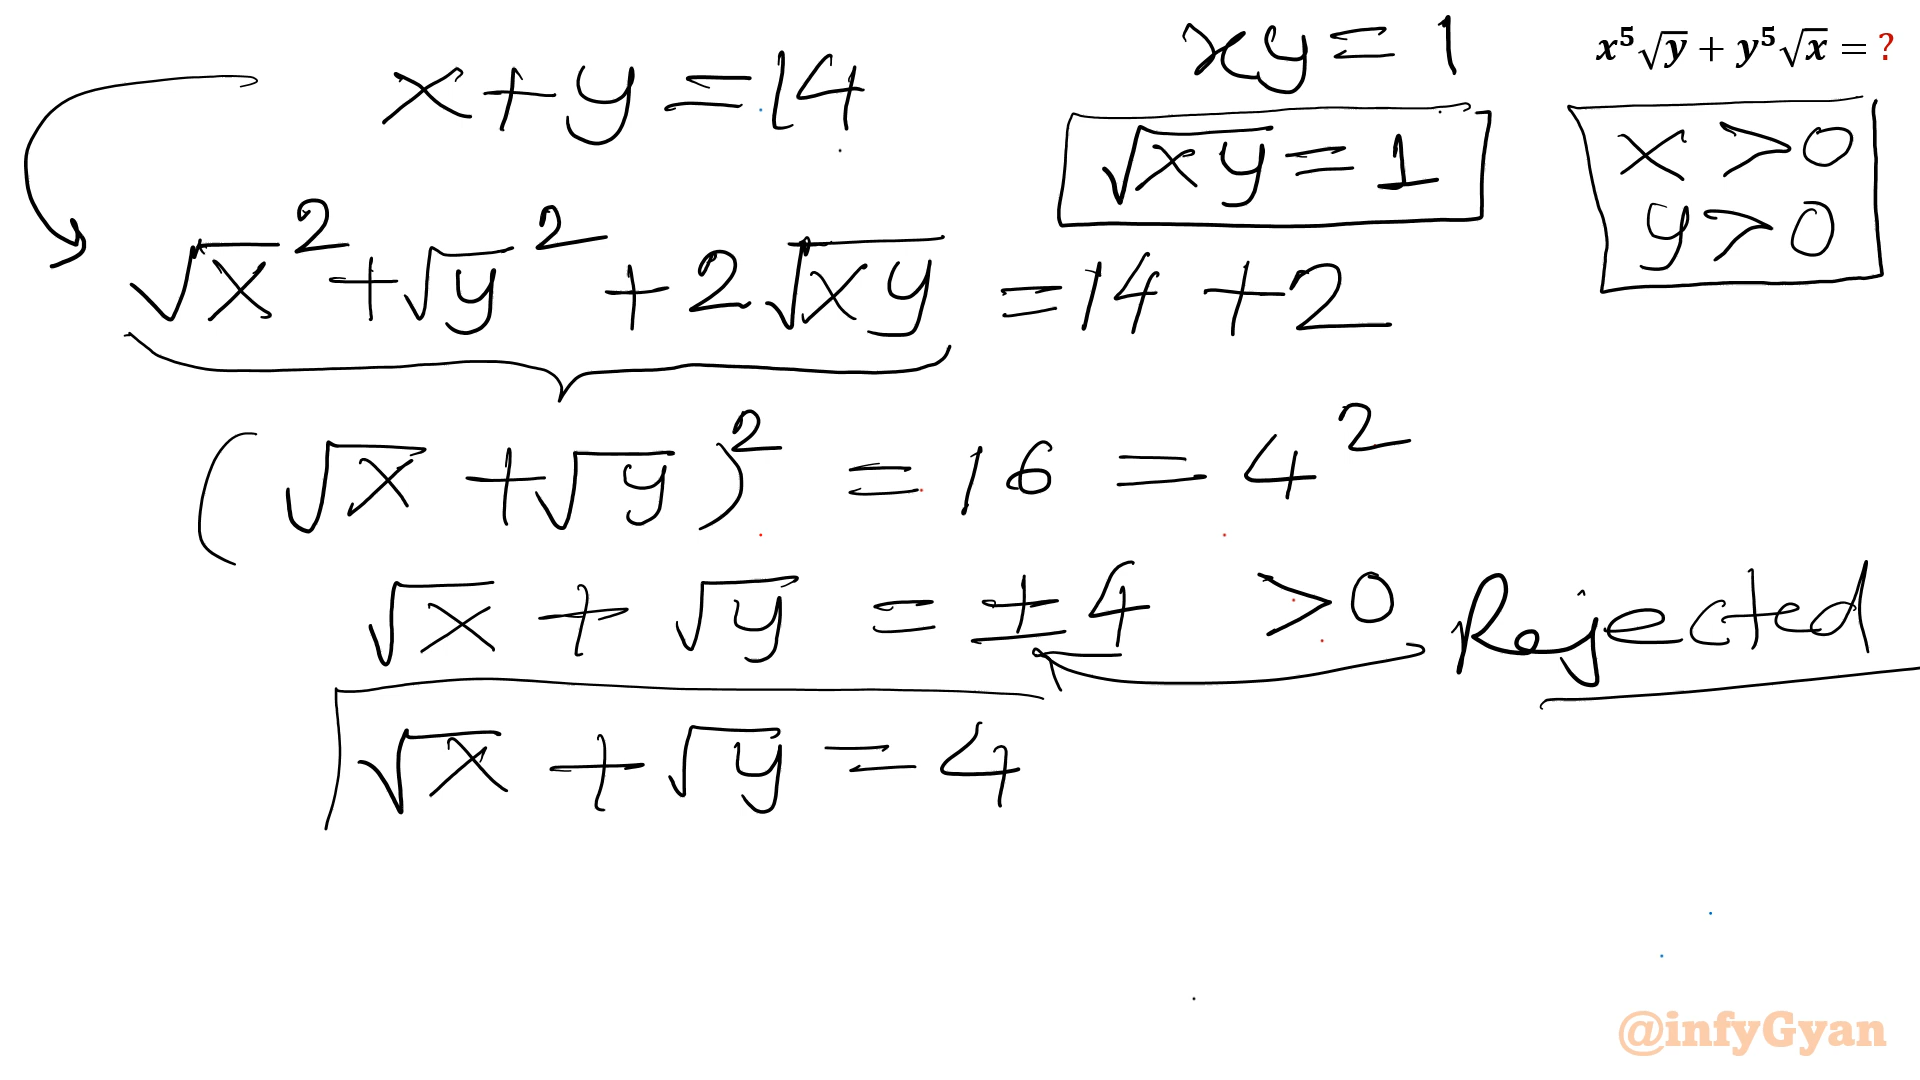 x+y=14
xy=1
x⁵√y + y⁵√x = ?
√xy=1
x>0
y>0
√x²+√y²+2√xy =14+2
(√x+√y)² =16 =4²
√x + √y = ±4 >0 Rejected
√x + √y = 4
@infyGyan